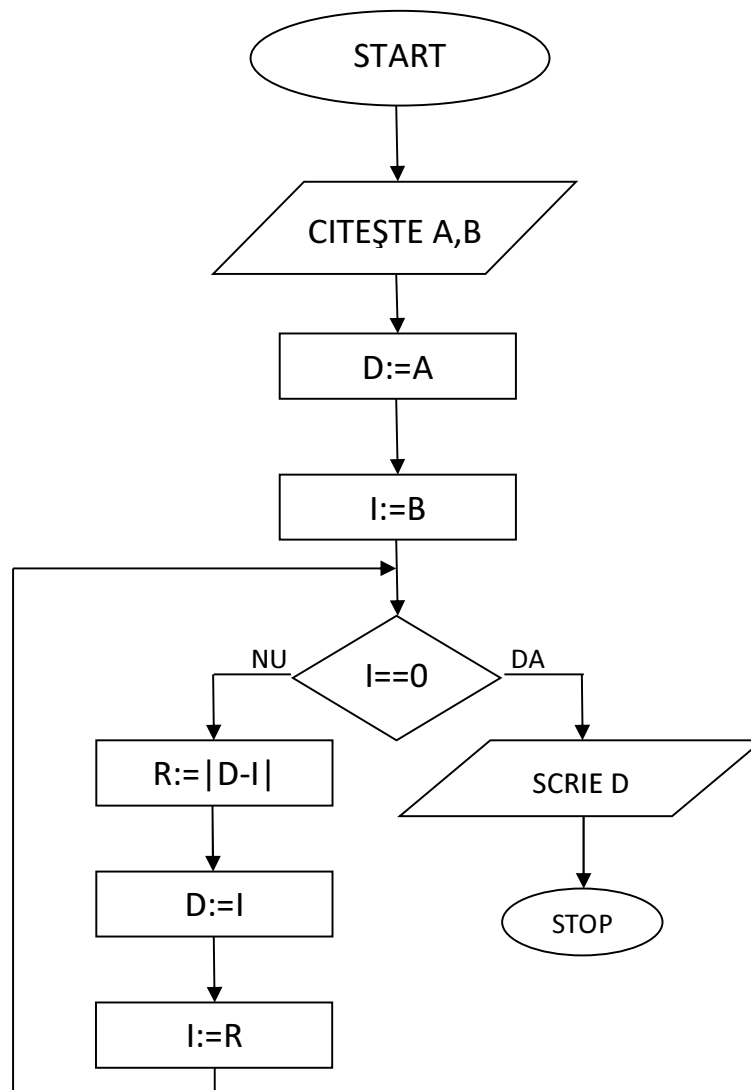 START
CITEŞTE A,B
D:=A
I:=B
NU
DA
I==0
R:=|D-I|
SCRIE D
D:=I
STOP
I:=R